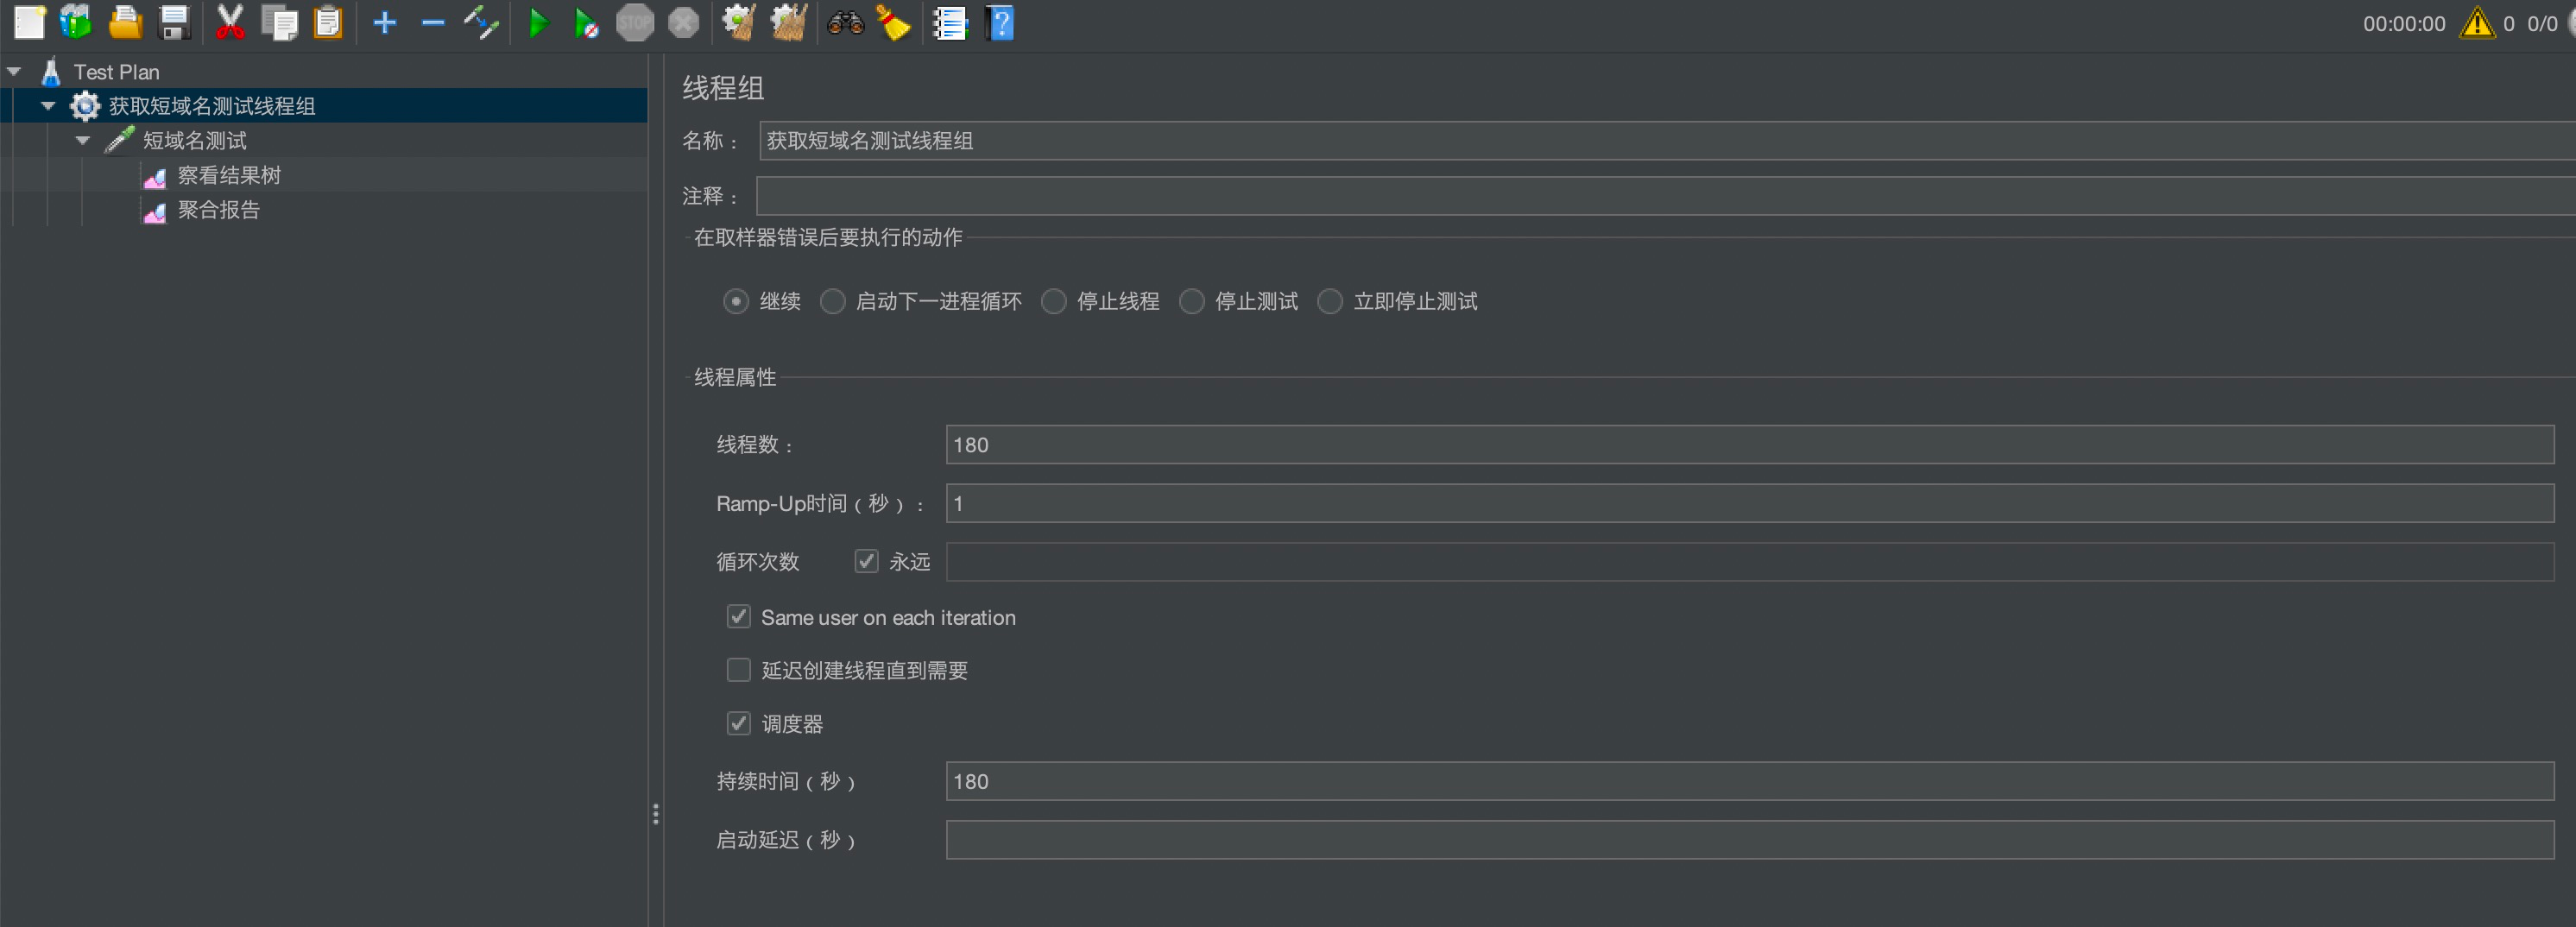 STOP
00:00:00 0 0/0
Test Plan
获取短域名测试线程组
短域名测试
察看结果树
聚合报告
线程组
名称： 获取短域名测试线程组
注释：
在取样器错误后要执行的动作
继续 启动下一进程循环 停止线程 停止测试 立即停止测试
线程属性
线程数： 180
Ramp-Up时间（秒）： 1
循环次数 永远
Same user on each iteration
延迟创建线程直到需要
调度器
持续时间（秒） 180
启动延迟（秒）